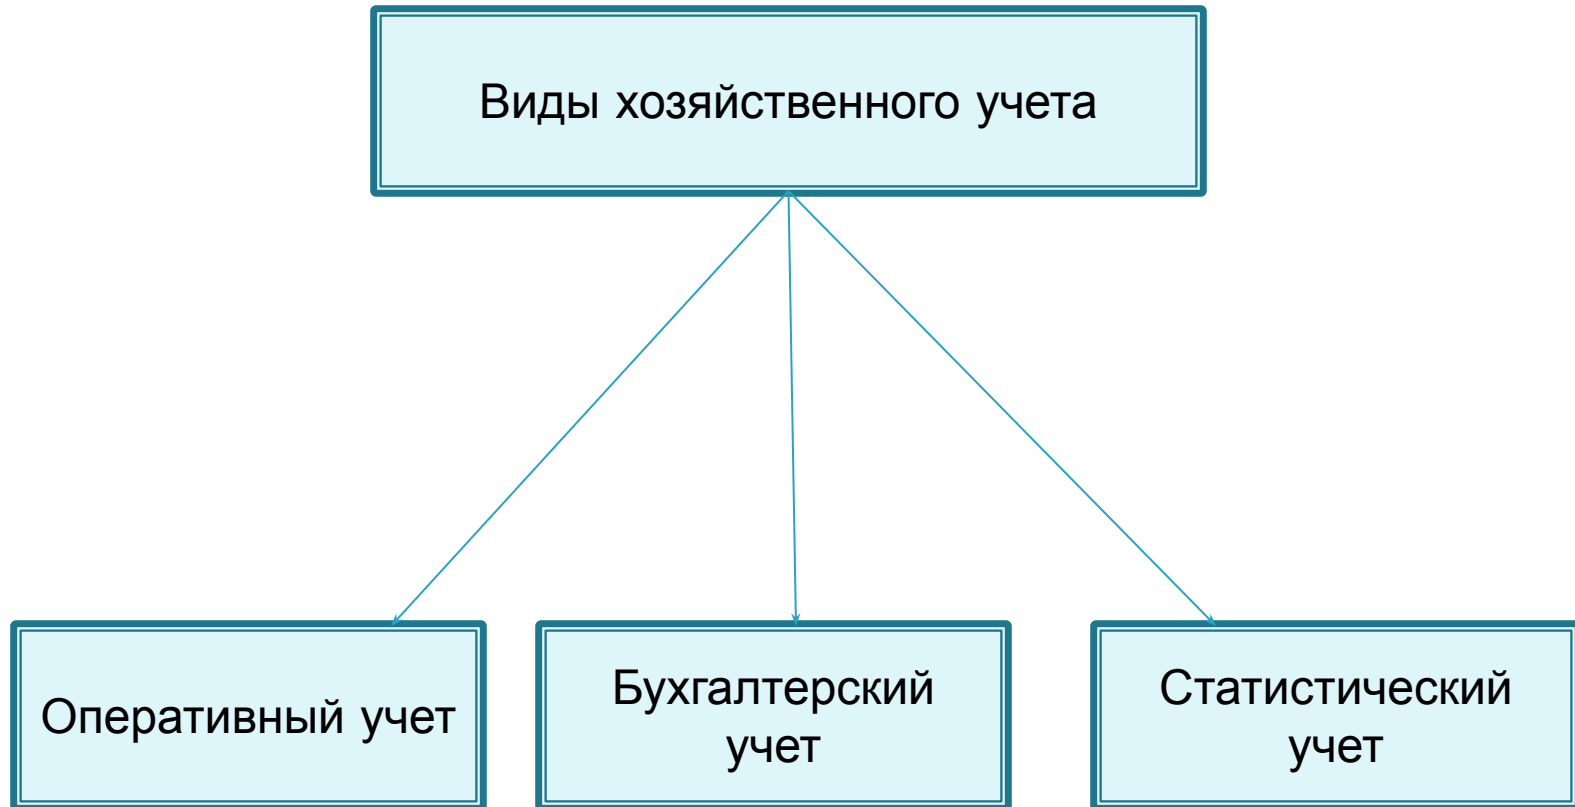 Виды хозяйственного учета
Оперативный учет
Бухгалтерский
учет
Статистический
учет